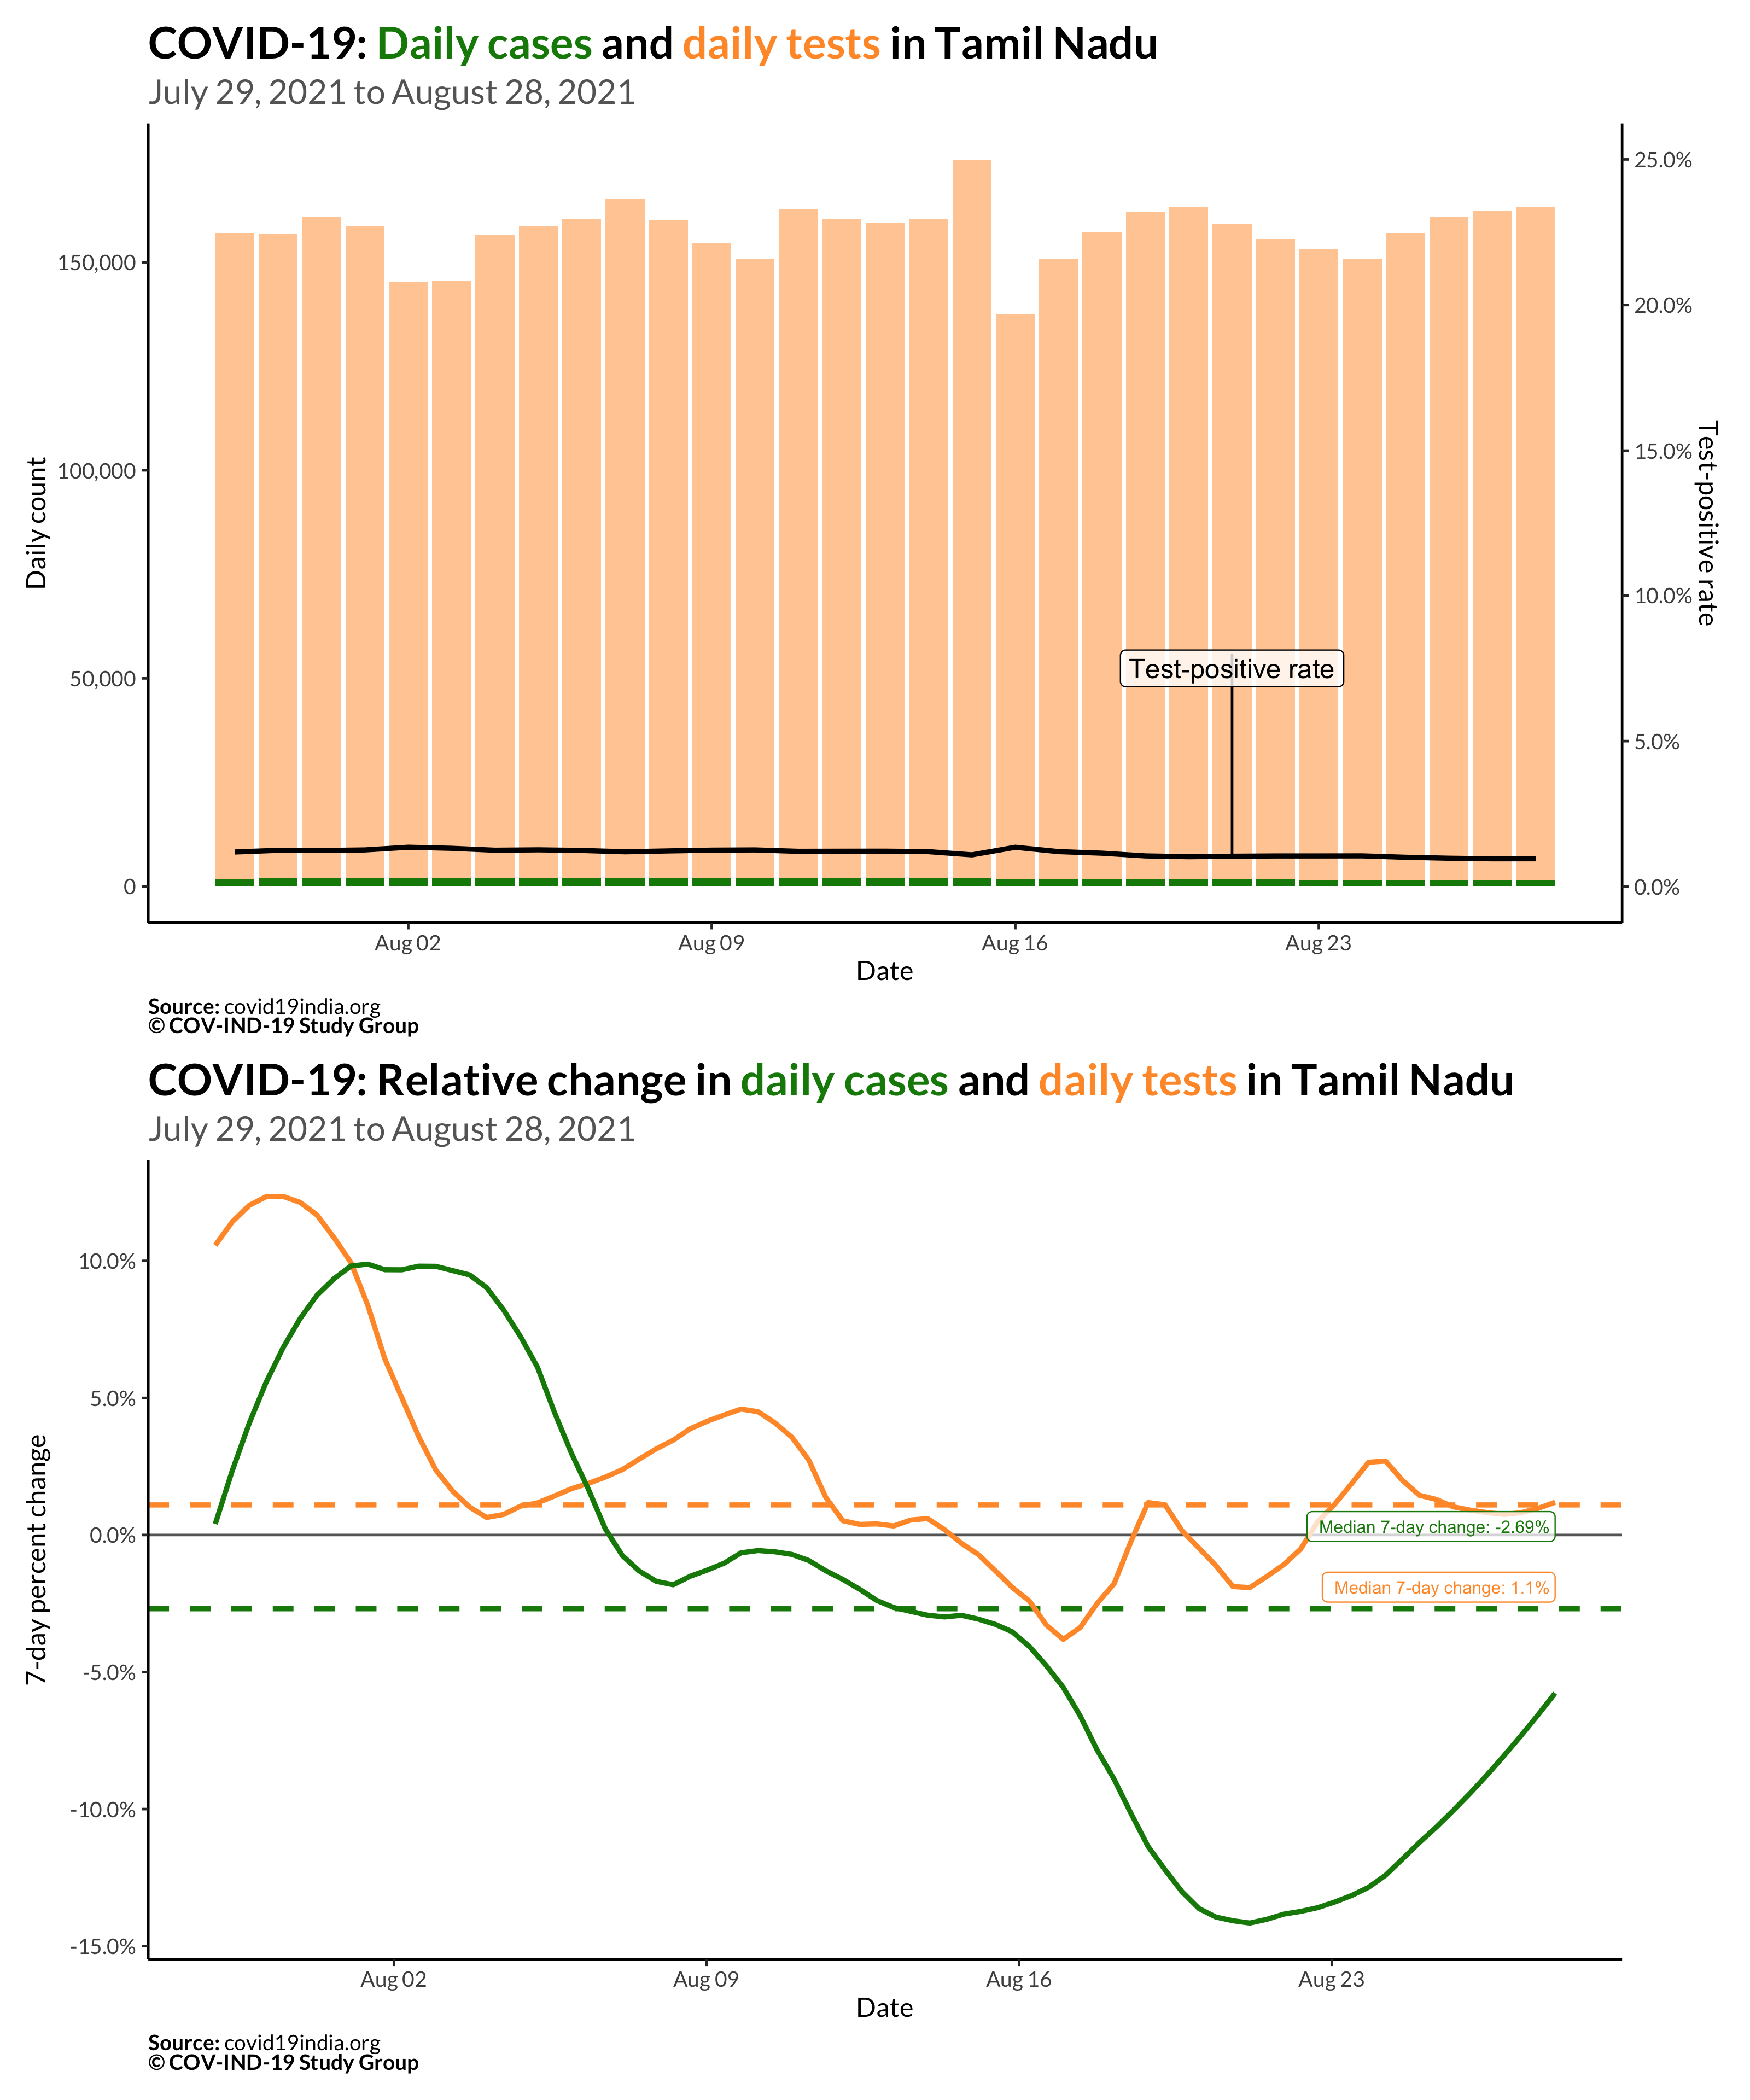 COVID-19: Daily cases and daily tests in Tamil Nadu
July 29, 2021 to August 28, 2021
25.0%
20.0%
15.0%
10.0%
5.0%
0.0%
Test-positive rate
150,000
100,000
50,000
0
Daily count
Test-positive rate
Aug 02 Aug 09 Aug 16 Aug 23
Date
Source: covid19india.org
© COV-IND-19 Study Group
COVID-19: Relative change in daily cases and daily tests in Tamil Nadu
July 29, 2021 to August 28, 2021
10.0%
5.0%
0.0%
-5.0%
-10.0%
-15.0%
7-day percent change
Median 7-day change: -2.69%
Median 7-day change: 1.1%
Aug 02 Aug 09 Aug 16 Aug 23
Date
Source: covid19india.org
© COV-IND-19 Study Group